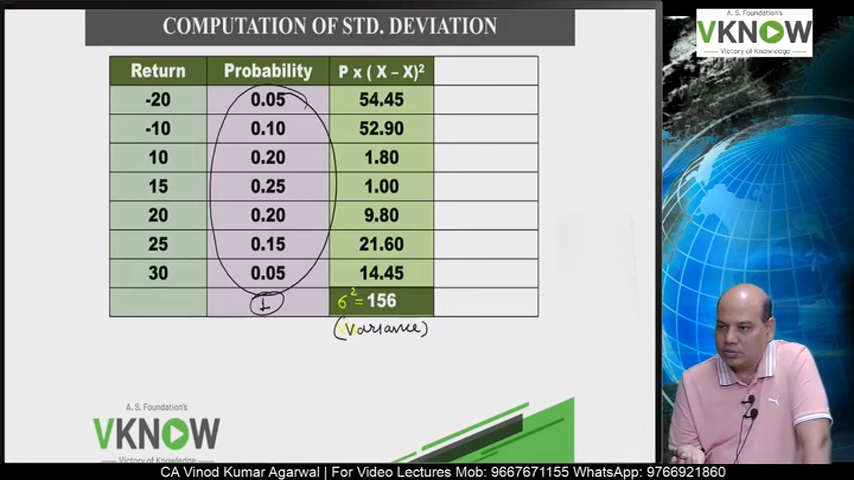 COMPUTATION OF STD. DEVIATION
A. S. Foundation's
VKNOW
Victory of Knowledge
Return Probability P x ( X – X)²
-20 0.05 54.45
-10 0.10 52.90
10 0.20 1.80
15 0.25 1.00
20 0.20 9.80
25 0.15 21.60
30 0.05 14.45
1 σ² = 156
(Variance)
A. S. Foundation's
VKNOW
Victory of Knowledge
CA Vinod Kumar Agarwal | For Video Lectures Mob: 9667671155 WhatsApp: 9766921860